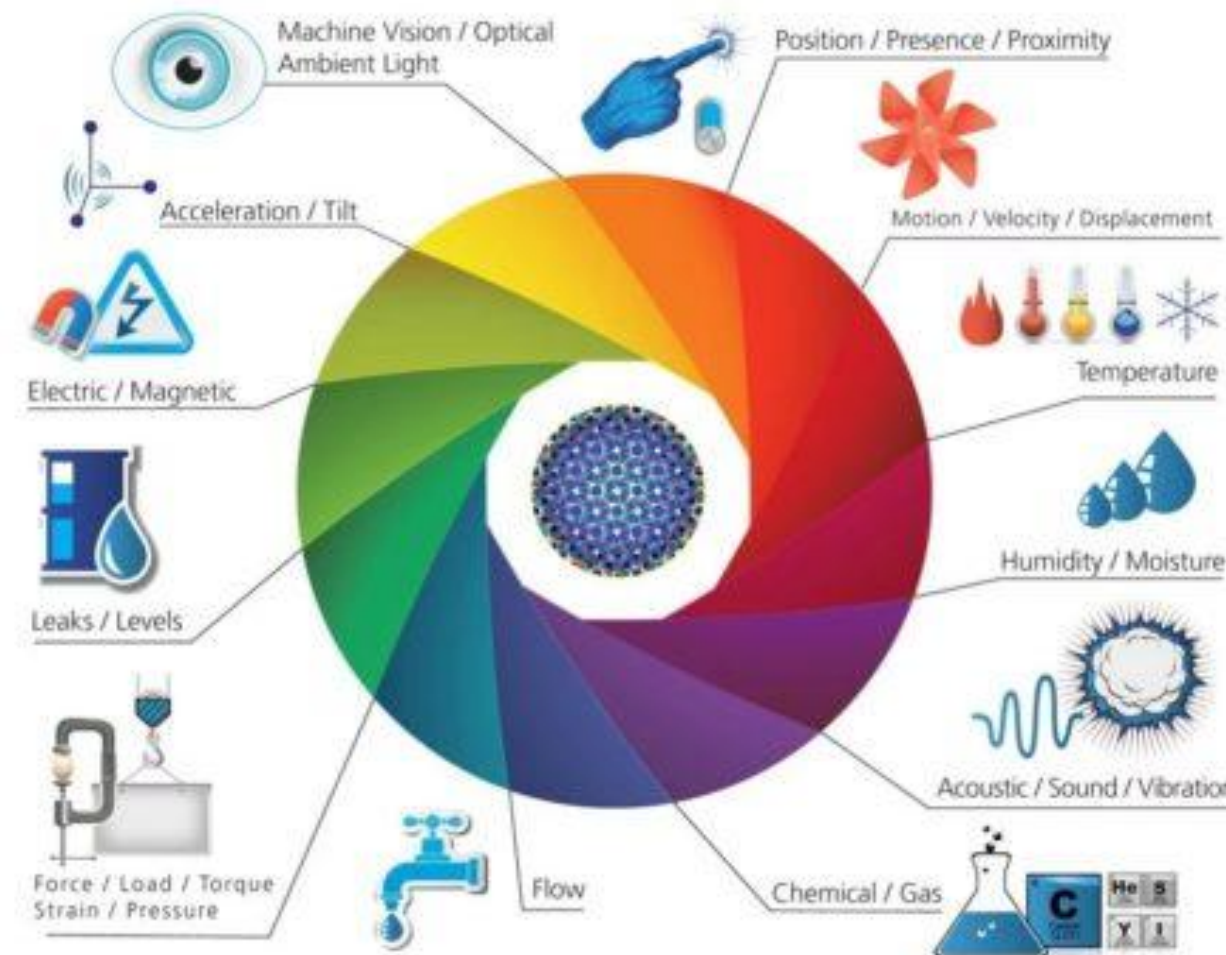 Machine Vision / Optical
Ambient Light
Position / Presence / Proximity
Acceleration / Tilt
Motion / Velocity / Displacement
Electric / Magnetic
Temperature
Humidity / Moisture
Leaks / Levels
Acoustic / Sound / Vibration
Force / Load / Torque
Strain / Pressure
Flow
Chemical / Gas
C
He S
Y I